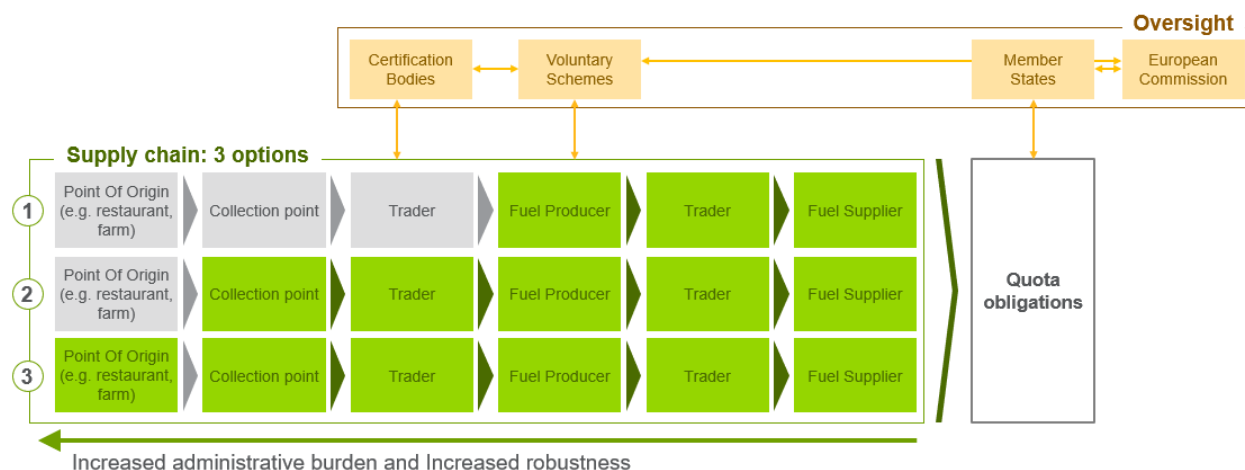 Oversight
Certification
Bodies
Voluntary
Schemes
Member
States
European
Commission
Supply chain: 3 options
1
Point Of Origin
(e.g. restaurant,
farm)
Collection point
Trader
Fuel Producer
Trader
Fuel Supplier
2
Point Of Origin
(e.g. restaurant,
farm)
Collection point
Trader
Fuel Producer
Trader
Fuel Supplier
3
Point Of Origin
(e.g. restaurant,
farm)
Collection point
Trader
Fuel Producer
Trader
Fuel Supplier
Quota
obligations
Increased administrative burden and Increased robustness